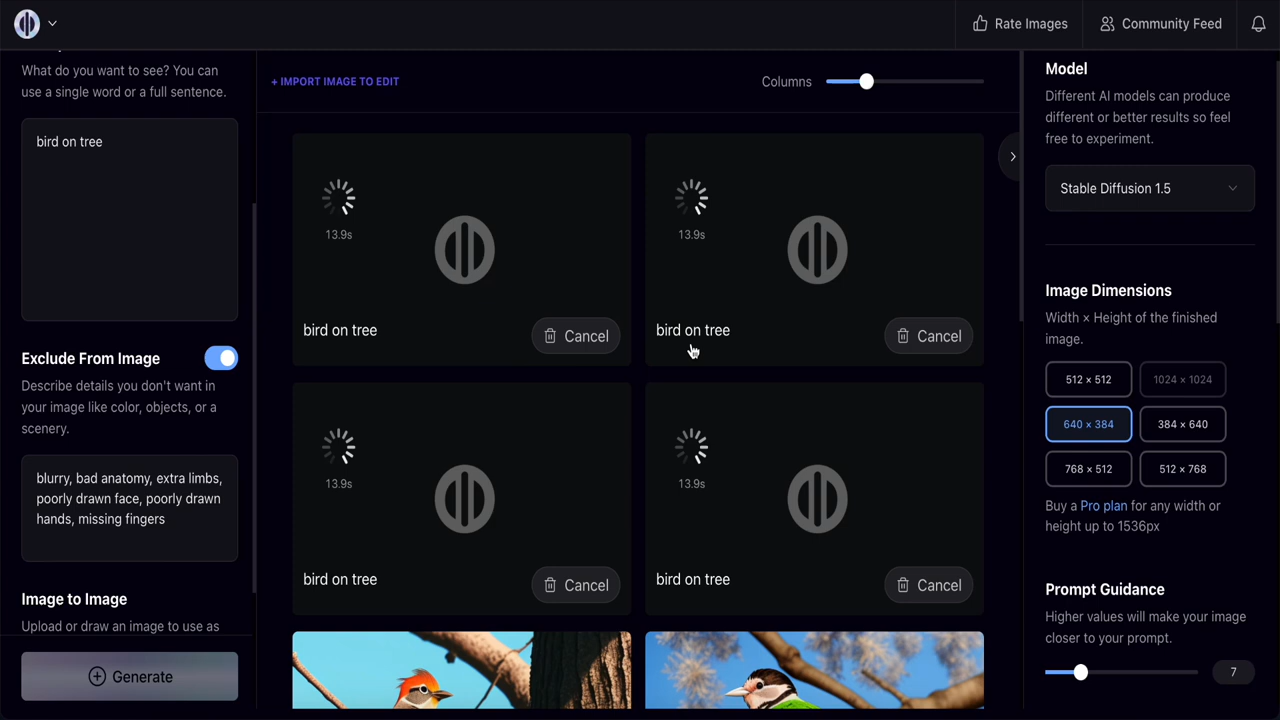 Rate Images
Community Feed
What do you want to see? You can
use a single word or a full sentence.
bird on tree
Exclude From Image
Describe details you don't want in
your image like color, objects, or a
scenery.
blurry, bad anatomy, extra limbs,
poorly drawn face, poorly drawn
hands, missing fingers
Image to Image
Upload or draw an image to use as
Generate
+ IMPORT IMAGE TO EDIT
Columns
13.9s
bird on tree
Cancel
13.9s
bird on tree
Cancel
13.9s
bird on tree
Cancel
13.9s
bird on tree
Cancel
Model
Different AI models can produce
different or better results so feel
free to experiment.
Stable Diffusion 1.5
Image Dimensions
Width × Height of the finished
image.
512 × 512
1024 × 1024
640 × 384
384 × 640
768 × 512
512 × 768
Buy a Pro plan for any width or
height up to 1536px
Prompt Guidance
Higher values will make your image
closer to your prompt.
7